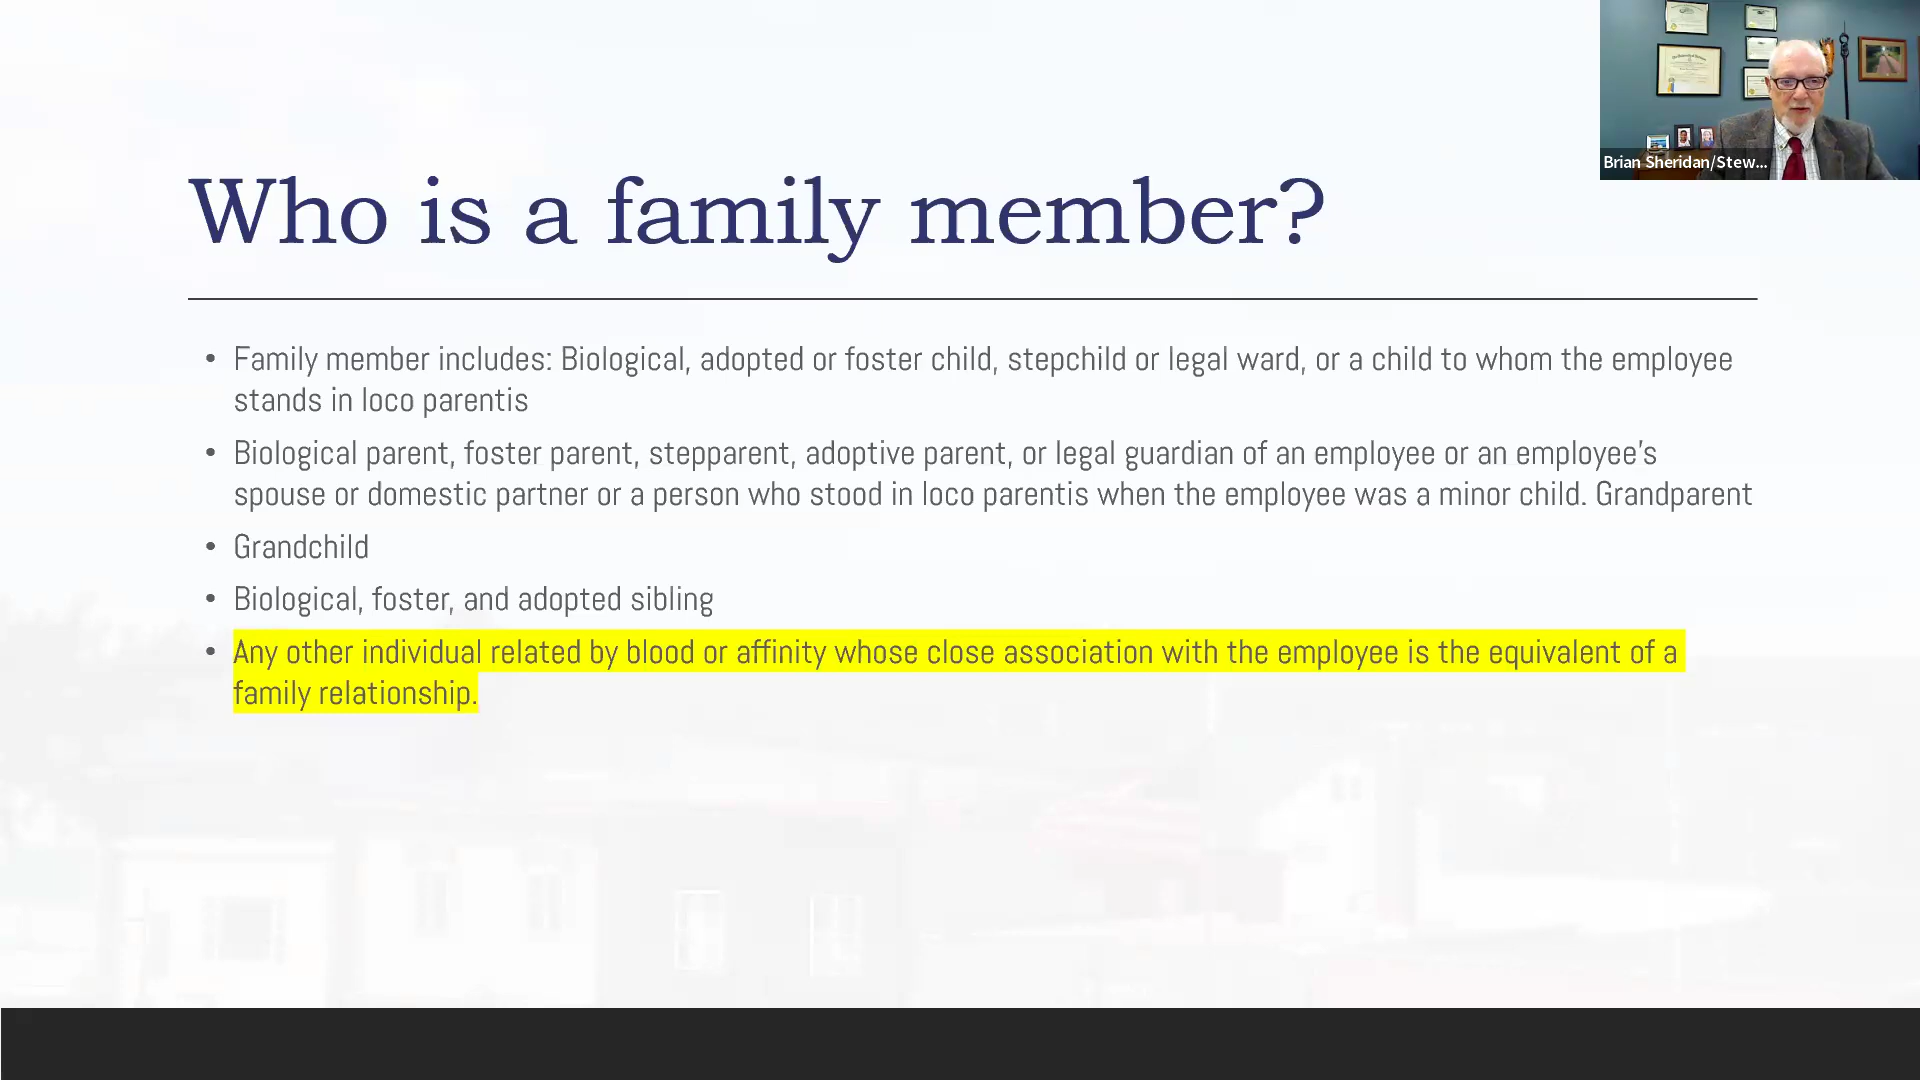 Brian Sheridan/Stew...
Who is a family member?
• Family member includes: Biological, adopted or foster child, stepchild or legal ward, or a child to whom the employee
stands in loco parentis
• Biological parent, foster parent, stepparent, adoptive parent, or legal guardian of an employee or an employee’s
spouse or domestic partner or a person who stood in loco parentis when the employee was a minor child. Grandparent
• Grandchild
• Biological, foster, and adopted sibling
• Any other individual related by blood or affinity whose close association with the employee is the equivalent of a
family relationship.